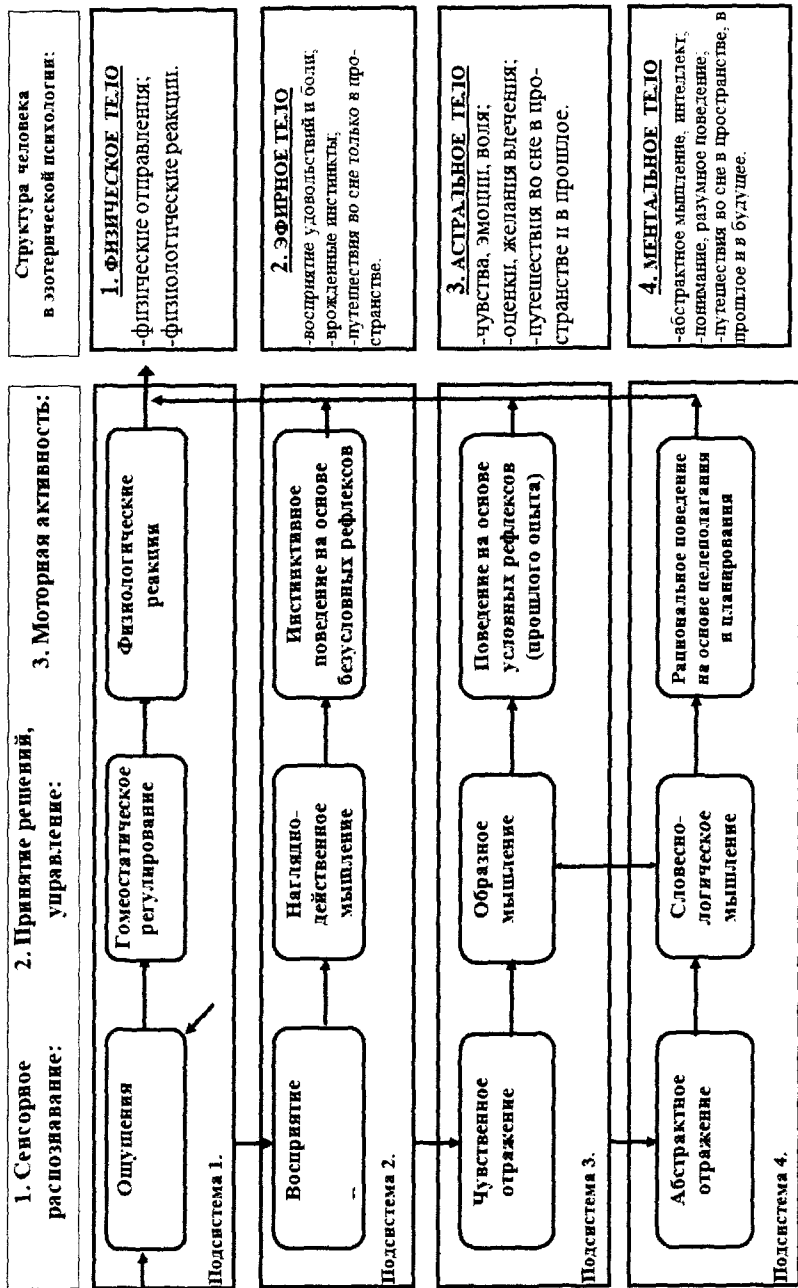 1. Сенсорное
распознавание:
2. Принятие решений,
управление:
3. Моторная активность:
Структура человека
в эзотерической психологии:
Ощущения
Гомеостатическое
регулирование
Физиологические
реакции
Подсистема 1.
1. ФИЗИЧЕСКОЕ ТЕЛО
-физические отправления;
-физиологические реакции.
Восприятие
Наглядно-
действенное
мышление
Инстинктивное
поведение на основе
безусловных рефлексов
Подсистема 2.
2. ЭФИРНОЕ ТЕЛО
-восприятие удовольствий и боли;
-врожденные инстинкты;
-путешествия во сне только в про-
странстве.
Чувственное
отражение
Образное
мышление
Поведение на основе
условных рефлексов
(прошлого опыта)
Подсистема 3.
3. АСТРАЛЬНОЕ ТЕЛО
-чувства, эмоции, воля;
-оценки, желания влечения;
-путешествия во сне в про-
странстве и в прошлое.
Абстрактное
отражение
Словесно-
логическое
мышление
Рациональное поведение
на основе целеполагания
и планирования
Подсистема 4.
4. МЕНТАЛЬНОЕ ТЕЛО
-абстрактное мышление, интеллект;
-понимание, разумное поведение;
-путешествия во сне в пространстве, в
прошлое и в будущее.